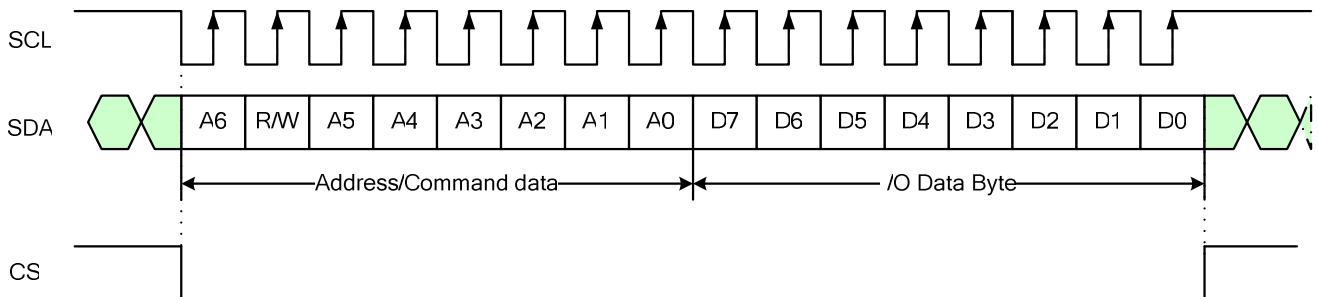 SCL
SDA
A6 R/W A5 A4 A3 A2 A1 A0 D7 D6 D5 D4 D3 D2 D1 D0
Address/Command data
/O Data Byte
CS